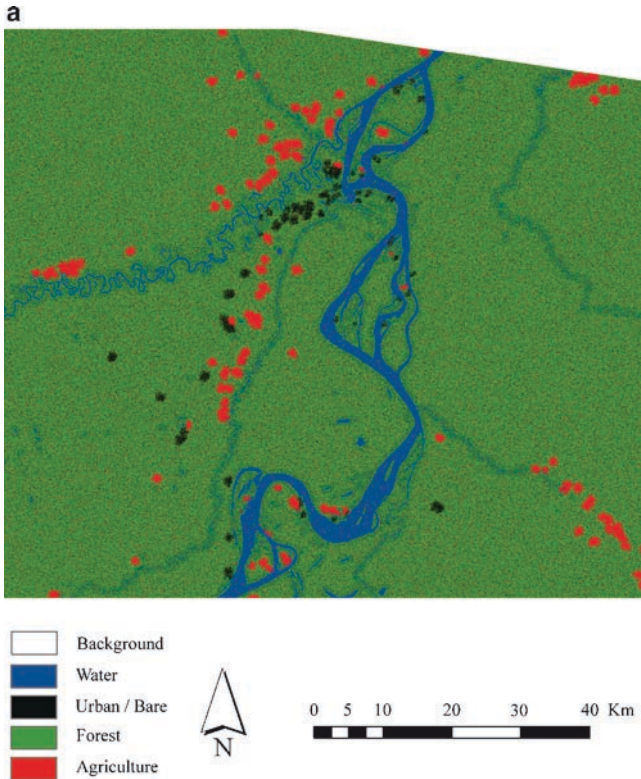 a
Background
Water
Urban / Bare
Forest
Agriculture
N
0 5 10 20 30 40 Km